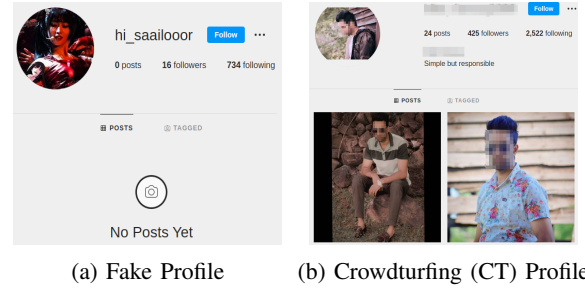 hi_saailooor Follow ...
0 posts 16 followers 734 following
POSTS TAGGED
No Posts Yet
(a) Fake Profile
Follow ...
24 posts 425 followers 2,522 following
Simple but responsible
POSTS TAGGED
(b) Crowdturfing (CT) Profile